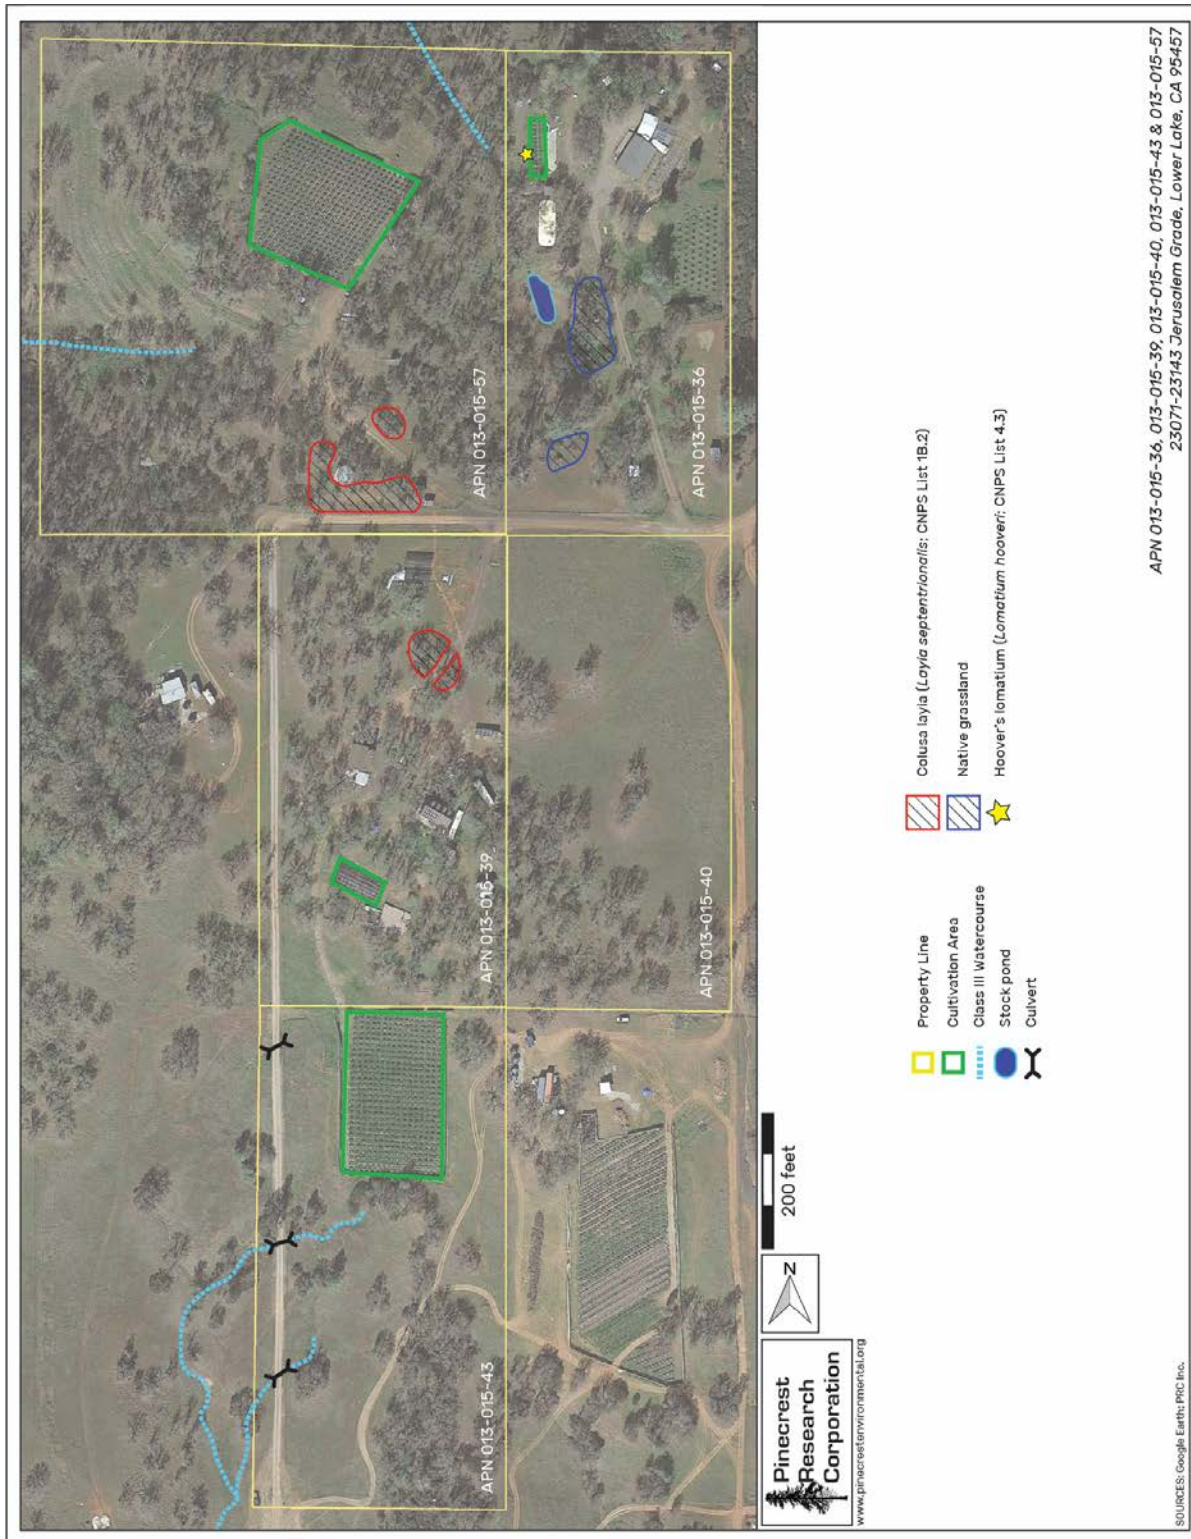 APN 013-015-57
APN 013-015-36
APN 013-015-39
APN 013-015-40
APN 013-015-43
Pinecrest
Research
Corporation
www.pinecrestenvironmental.org
N
200 feet
Property Line
Cultivation Area
Class III Watercourse
Stock pond
Culvert
Colusa layia (Layia septentrionalis; CNPS List 1B.2)
Native grassland
Hoover's lomatium (Lomatium hooveri; CNPS List 4.3)
APN 013-015-36, 013-015-39, 013-015-40, 013-015-43 & 013-015-57
23071-23143 Jerusalem Grade, Lower Lake, CA 95457
SOURCES: Google Earth; PRC Inc.